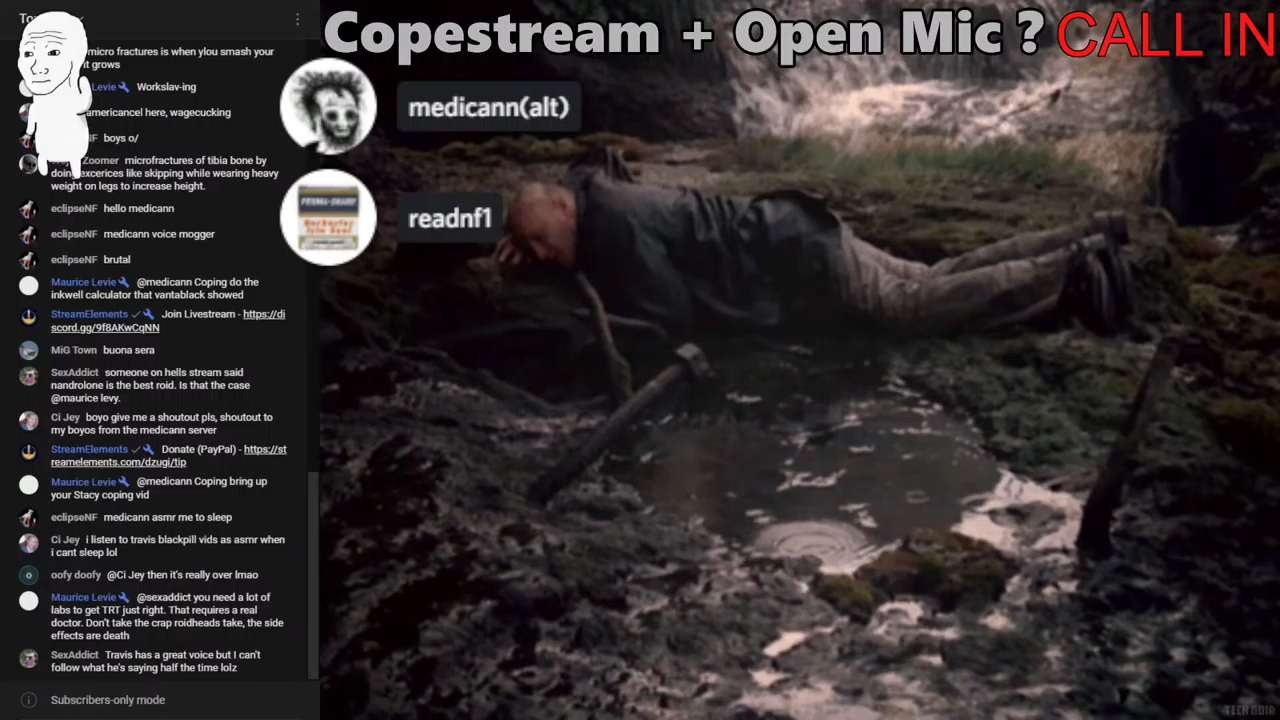 Copestream + Open Mic ? CALL IN
medicann(alt)
readnf1
micro fractures is when ylou smash your
it grows
Levie Workslav-ing
americancel here, wagecucking
boys o/
Zoomer microfractures of tibia bone by
doing excerices like skipping while wearing heavy
weight on legs to increase height.
eclipseNF hello medicann
eclipseNF medicann voice mogger
eclipseNF brutal
Maurice Levie @medicann Coping do the
inkwell calculator that vantablack showed
StreamElements Join Livestream - https://di
scord.gg/9f8AKwCqNN
MiG Town buona sera
SexAddict someone on hells stream said
nandrolone is the best roid. Is that the case
@maurice levy.
Ci Jey boyo give me a shoutout pls, shoutout to
my boyos from the medicann server
StreamElements Donate (PayPal) - https://st
reamelements.com/dzugi/tip
Maurice Levie @medicann Coping bring up
your Stacy coping vid
eclipseNF medicann asmr me to sleep
Ci Jey i listen to travis blackpill vids as asmr when
i cant sleep lol
oofy doofy @Ci Jey then it's really over lmao
Maurice Levie @sexaddict you need a lot of
labs to get TRT just right. That requires a real
doctor. Don't take the crap roidheads take, the side
effects are death
SexAddict Travis has a great voice but I can't
follow what he's saying half the time lolz
Subscribers-only mode
TECH NOIR